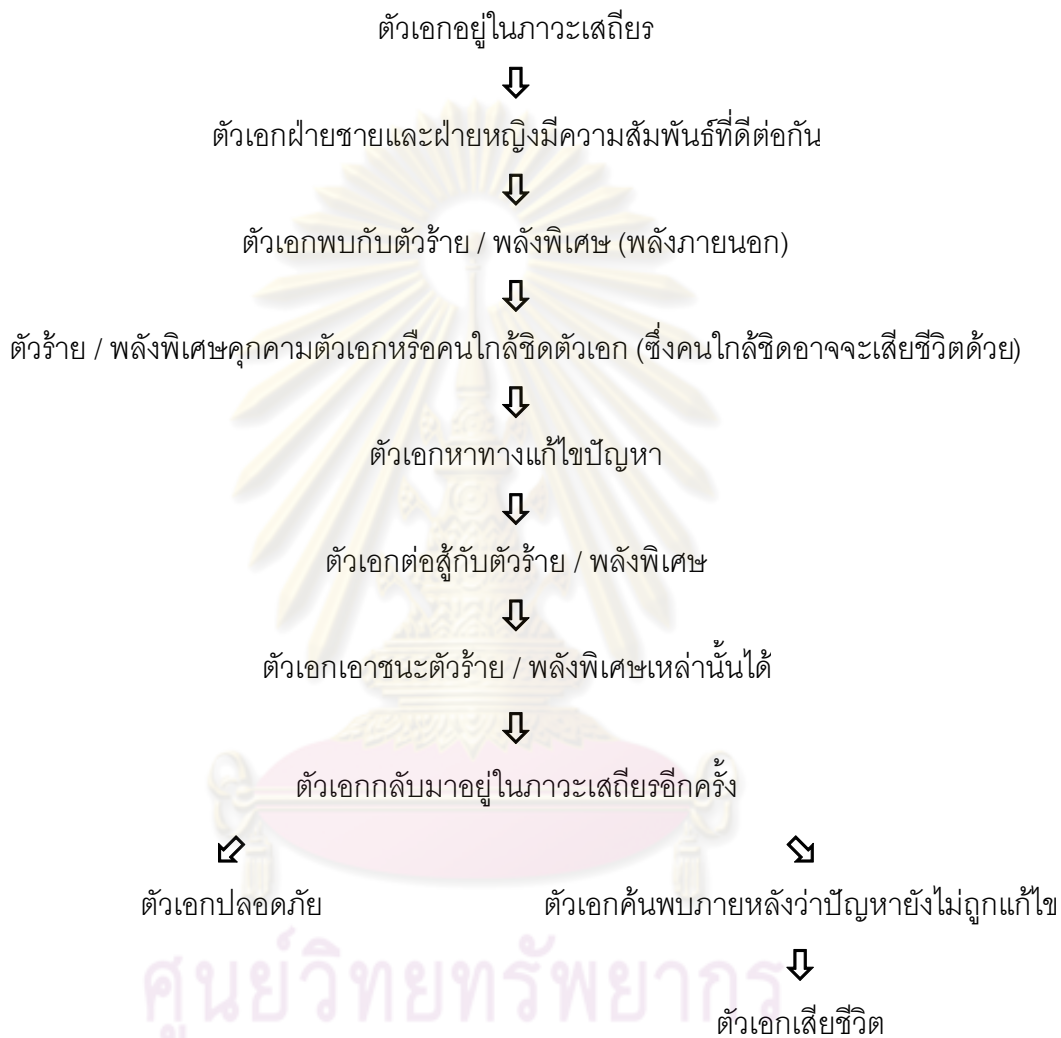 ตัวเอกอยู่ในภาวะเสถียร
⇩
ตัวเอกฝ่ายชายและฝ่ายหญิงมีความสัมพันธ์ที่ดีต่อกัน
⇩
ตัวเอกพบกับตัวร้าย / พลังพิเศษ (พลังภายนอก)
⇩
ตัวร้าย / พลังพิเศษคุกคามตัวเอกหรือคนใกล้ชิดตัวเอก (ซึ่งคนใกล้ชิดอาจจะเสียชีวิตด้วย)
⇩
ตัวเอกหาทางแก้ไขปัญหา
⇩
ตัวเอกต่อสู้กับตัวร้าย / พลังพิเศษ
⇩
ตัวเอกเอาชนะตัวร้าย / พลังพิเศษเหล่านั้นได้
⇩
ตัวเอกกลับมาอยู่ในภาวะเสถียรอีกครั้ง
ตัวเอกปลอดภัย ตัวเอกค้นพบภายหลังว่าปัญหายังไม่ถูกแก้ไข
ศูนย์วิทยทรัพยากร
⇩
ตัวเอกเสียชีวิต